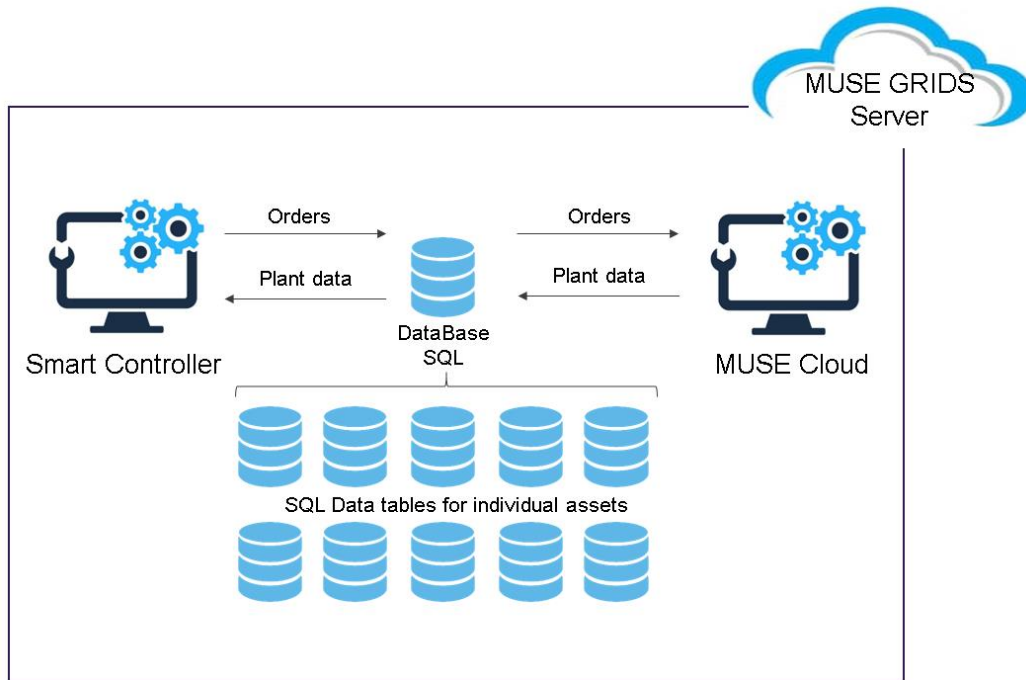 MUSE GRIDS
Server
Orders
Orders
Plant data
Plant data
DataBase
SQL
Smart Controller
MUSE Cloud
SQL Data tables for individual assets